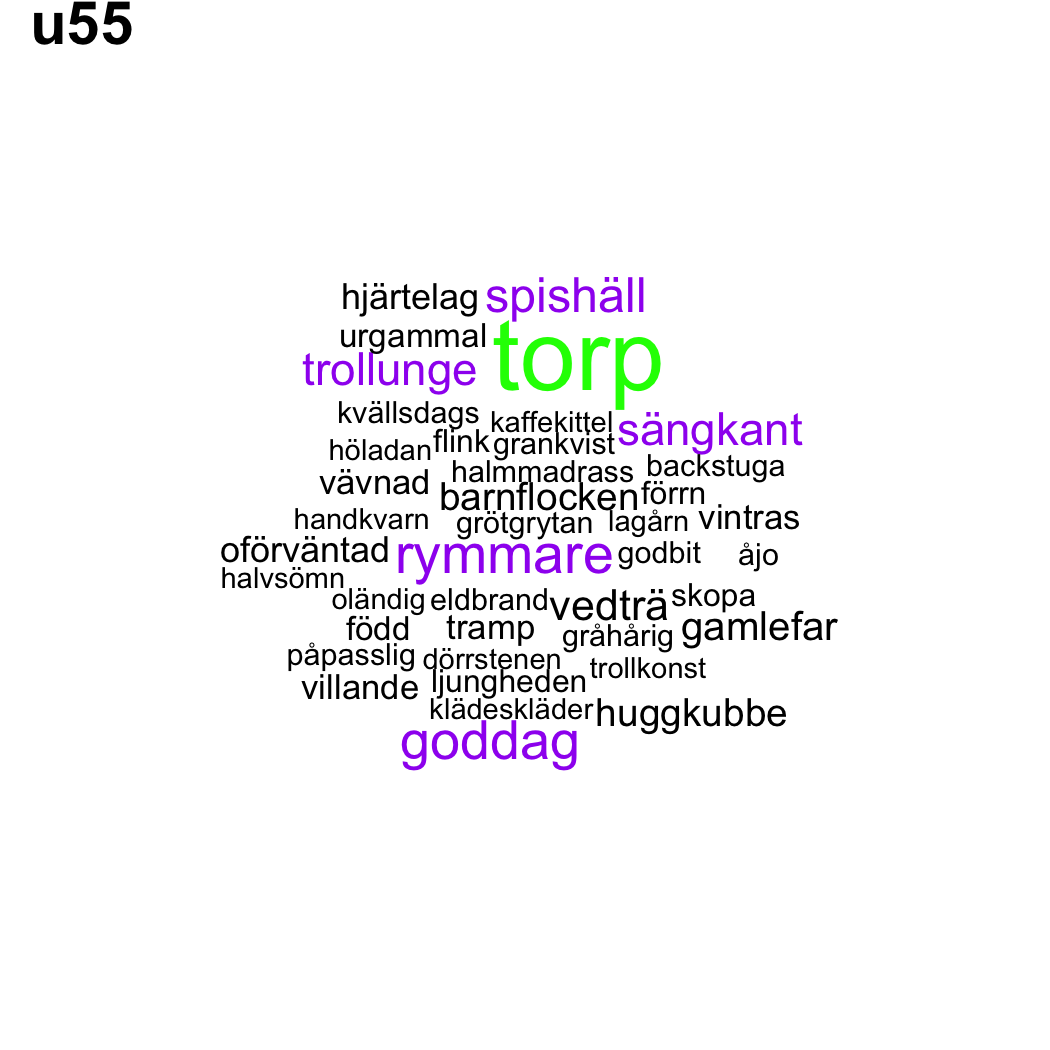 u55
hjärtelag spishäll
urgammal torp
trollunge
kvällsdags kaffekittel sängkant
höladan flink grankvist
halmmadrass backstuga
vävnad barnflocken förrn
handkvarn grötgrytan lagårn vintras
oförväntad rymmare godbit åjo
halvsömn
oländig eldbrand vedträ skopa
född tramp gråhårig gamlefar
påpasslig dörrstenen trollkonst
villande ljungheden
klädeskläder huggkubbe
goddag